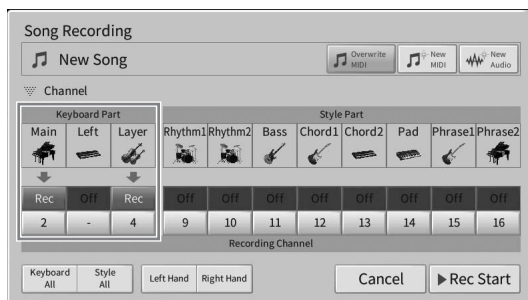 Song Recording
New Song
Overwrite
MIDI
New
MIDI
New
Audio
Channel
Keyboard Part
Style Part
Main Left Layer Rhythm1 Rhythm2 Bass Chord1 Chord2 Pad Phrase1 Phrase2
Rec Off Rec Off Off Off Off Off Off Off Off
2 - 4 9 10 11 12 13 14 15 16
Recording Channel
Keyboard
All
Style
All
Left Hand
Right Hand
Cancel
Rec Start